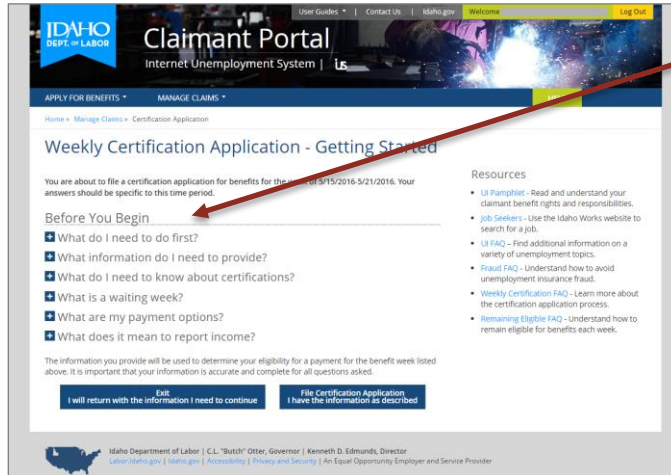 User Guides | Contact Us | Idaho.gov Welcome Log Out
IDAHO
DEPT. OF LABOR
Claimant Portal
Internet Unemployment System | ius
APPLY FOR BENEFITS MANAGE CLAIMS
Home » Manage Claims » Certification Application
Weekly Certification Application - Getting Started
You are about to file a certification application for benefits for the week of 5/15/2016-5/21/2016. Your
answers should be specific to this time period.
Before You Begin
What do I need to do first?
What information do I need to provide?
What do I need to know about certifications?
What is a waiting week?
What are my payment options?
What does it mean to report income?
The information you provide will be used to determine your eligibility for a payment for the benefit week listed
above. It is important that your information is accurate and complete for all questions asked.
Exit
I will return with the information I need to continue
File Certification Application
I have the information as described
Resources
UI Pamphlet - Read and understand your
claimant benefit rights and responsibilities.
Job Seekers - Use the Idaho Works website to
search for a job.
UI FAQ – Find additional information on a
variety of unemployment topics.
Fraud FAQ - Understand how to avoid
unemployment insurance fraud.
Weekly Certification FAQ - Learn more about
the certification application process.
Remaining Eligible FAQ - Understand how to
remain eligible for benefits each week.
Idaho Department of Labor | C.L. "Butch" Otter, Governor | Kenneth D. Edmunds, Director
Labor.Idaho.gov | Idaho.gov | Accessibility | Privacy and Security | An Equal Opportunity Employer and Service Provider